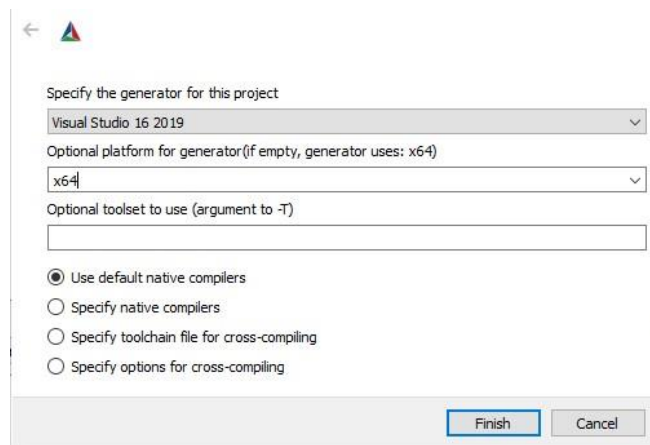 Specify the generator for this project
Visual Studio 16 2019
Optional platform for generator(if empty, generator uses: x64)
x64
Optional toolset to use (argument to -T)
Use default native compilers
Specify native compilers
Specify toolchain file for cross-compiling
Specify options for cross-compiling
Finish Cancel